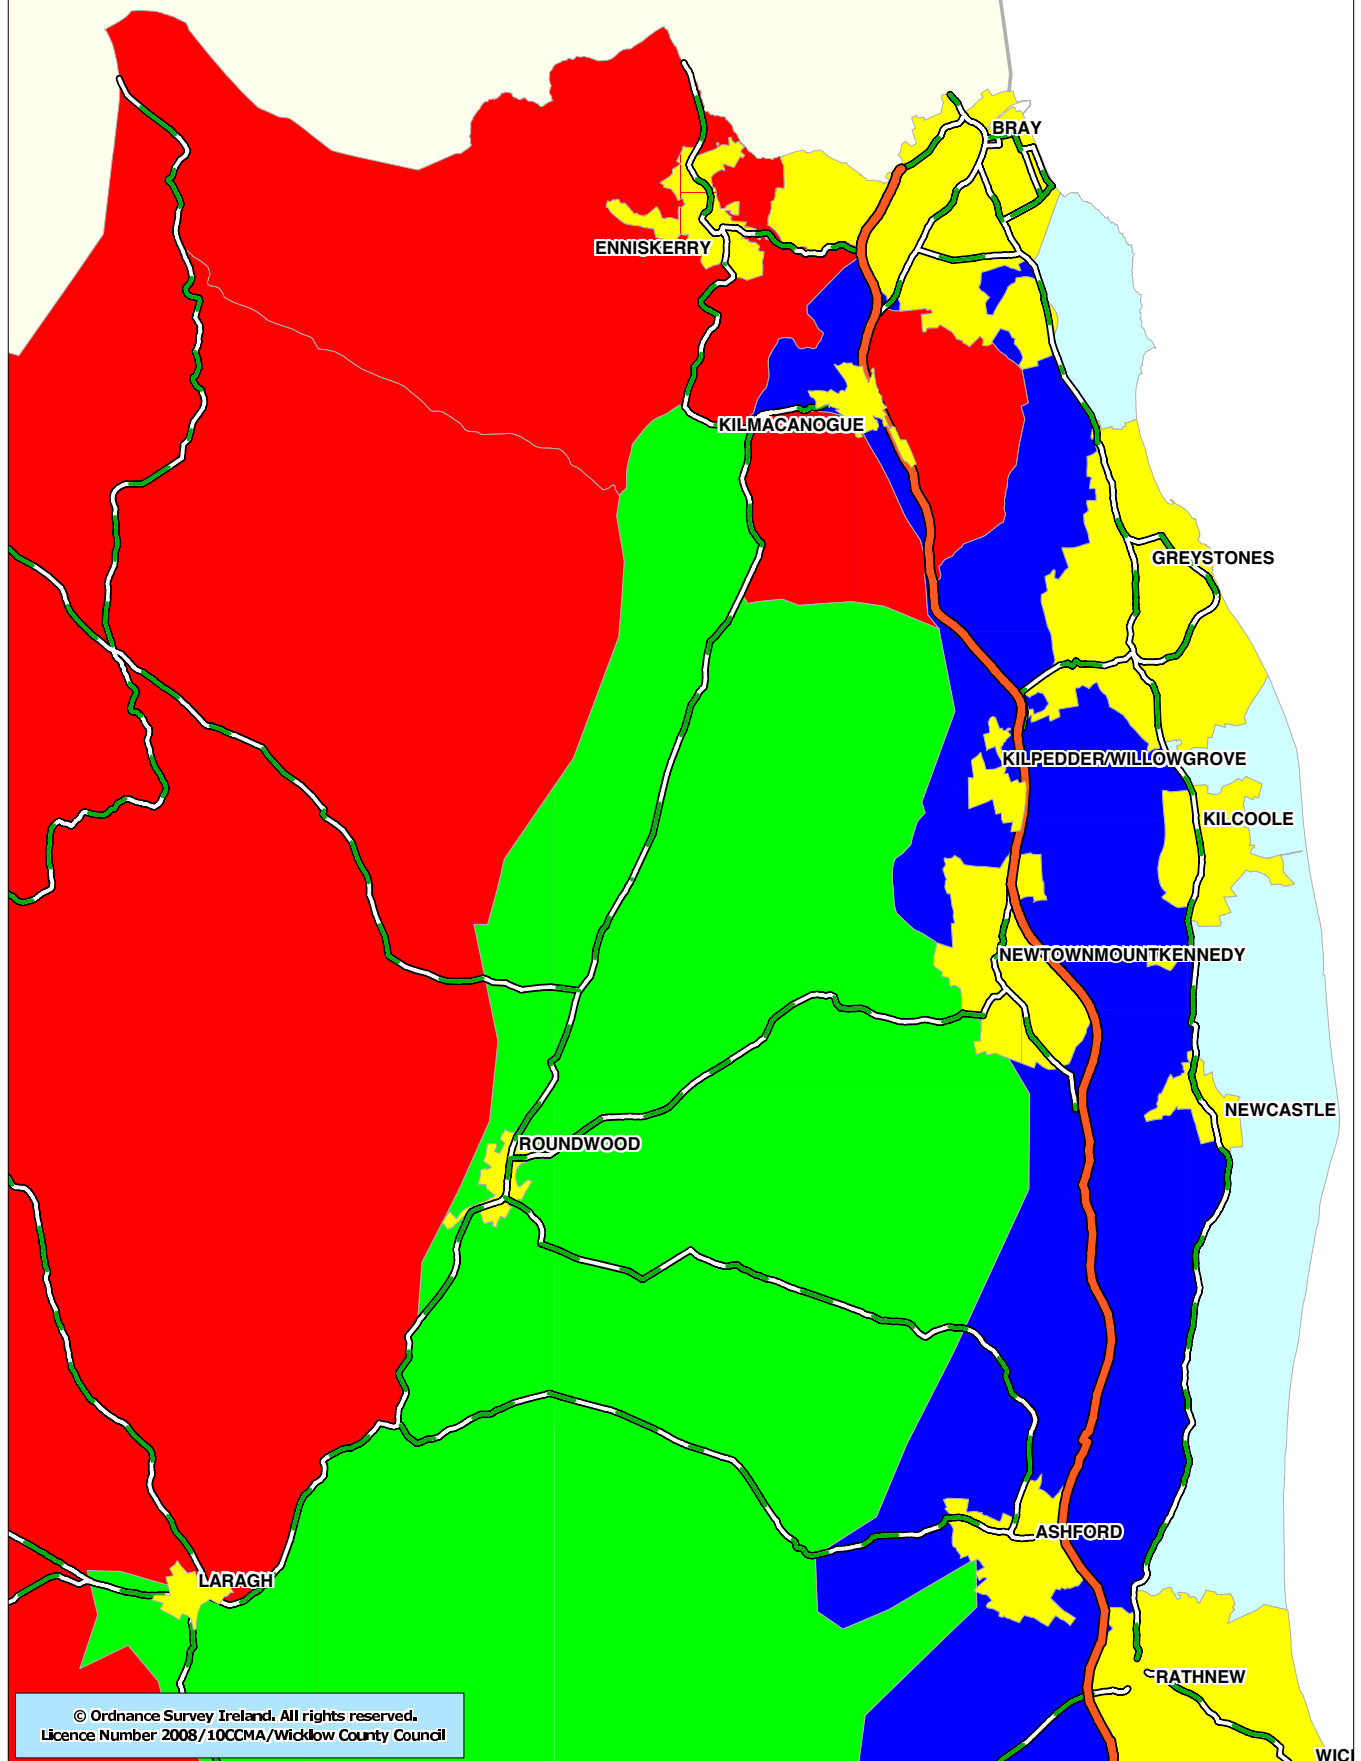 BRAY
ENNISKERRY
KILMACANOGUE
GREYSTONES
KILPEDDER/WILLOWGROVE
KILCOOLE
NEWTOWNMOUNTKENNEDY
NEWCASTLE
ROUNDWOOD
ASHFORD
LARAGH
RATHNEW
© Ordnance Survey Ireland. All rights reserved.
Licence Number 2008/10CCMA/Wicklow County Council